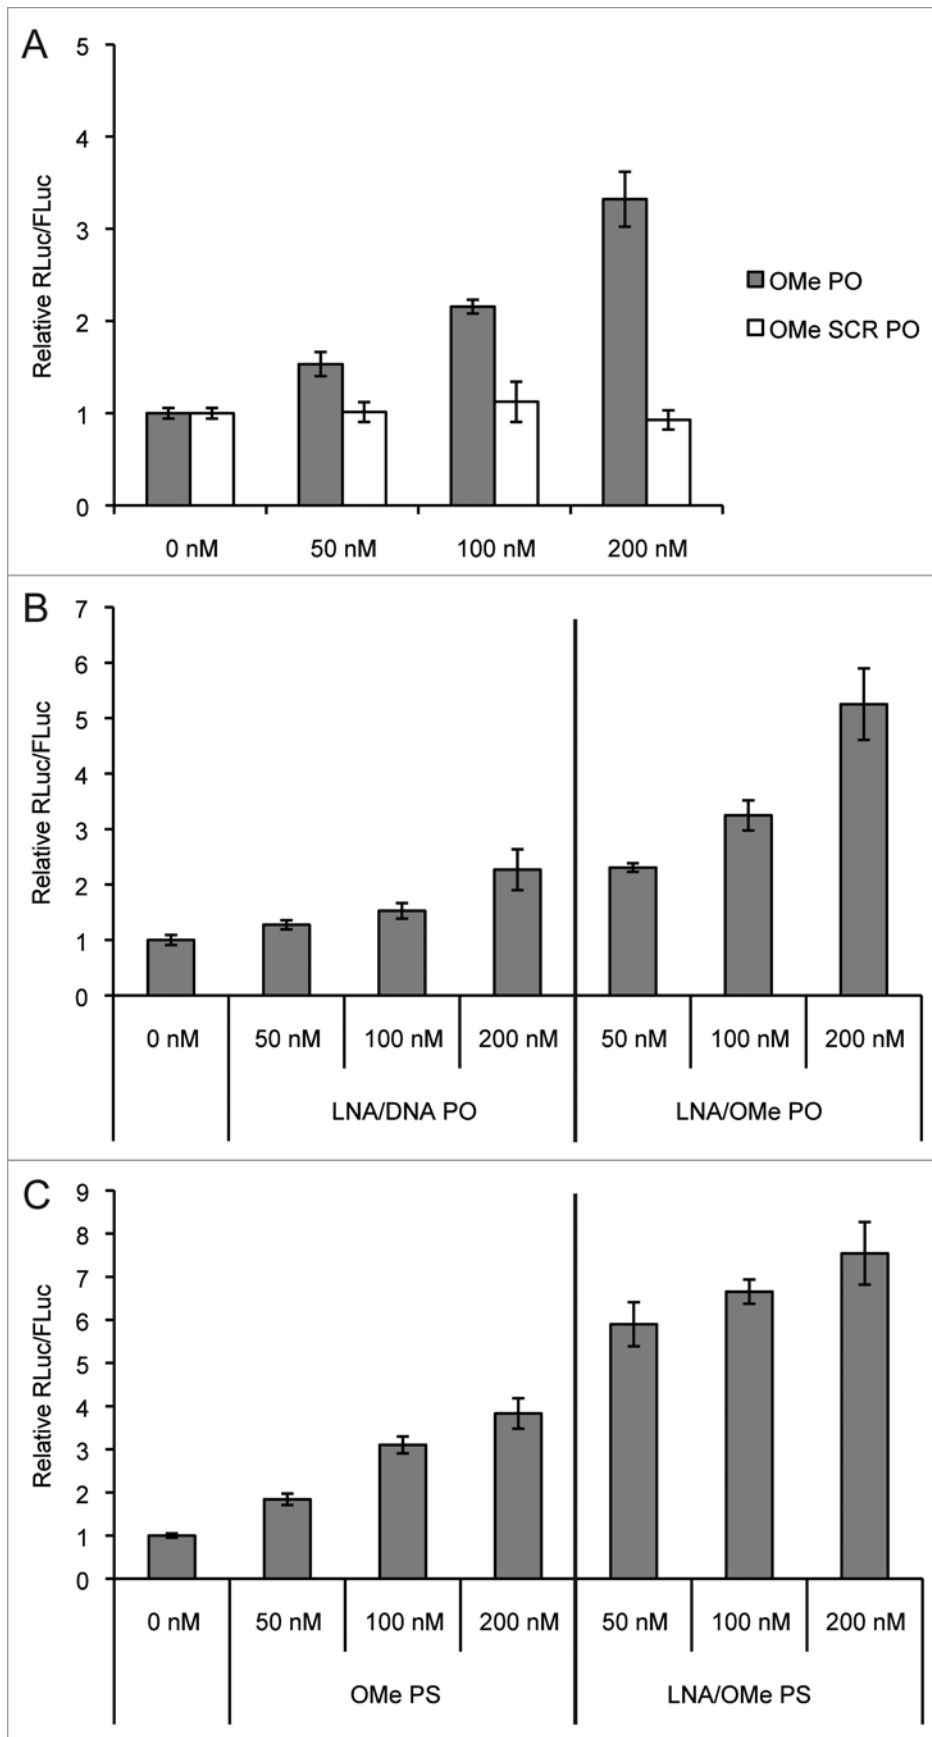 A
5
4
3
2
1
0
Relative RLuc/FLuc
0 nM 50 nM 100 nM 200 nM
OMe PO
OMe SCR PO
B
7
6
5
4
3
2
1
0
Relative RLuc/FLuc
0 nM 50 nM 100 nM 200 nM 50 nM 100 nM 200 nM
LNA/DNA PO LNA/OMe PO
C
9
8
7
6
5
4
3
2
1
0
Relative RLuc/FLuc
0 nM 50 nM 100 nM 200 nM 50 nM 100 nM 200 nM
OMe PS LNA/OMe PS